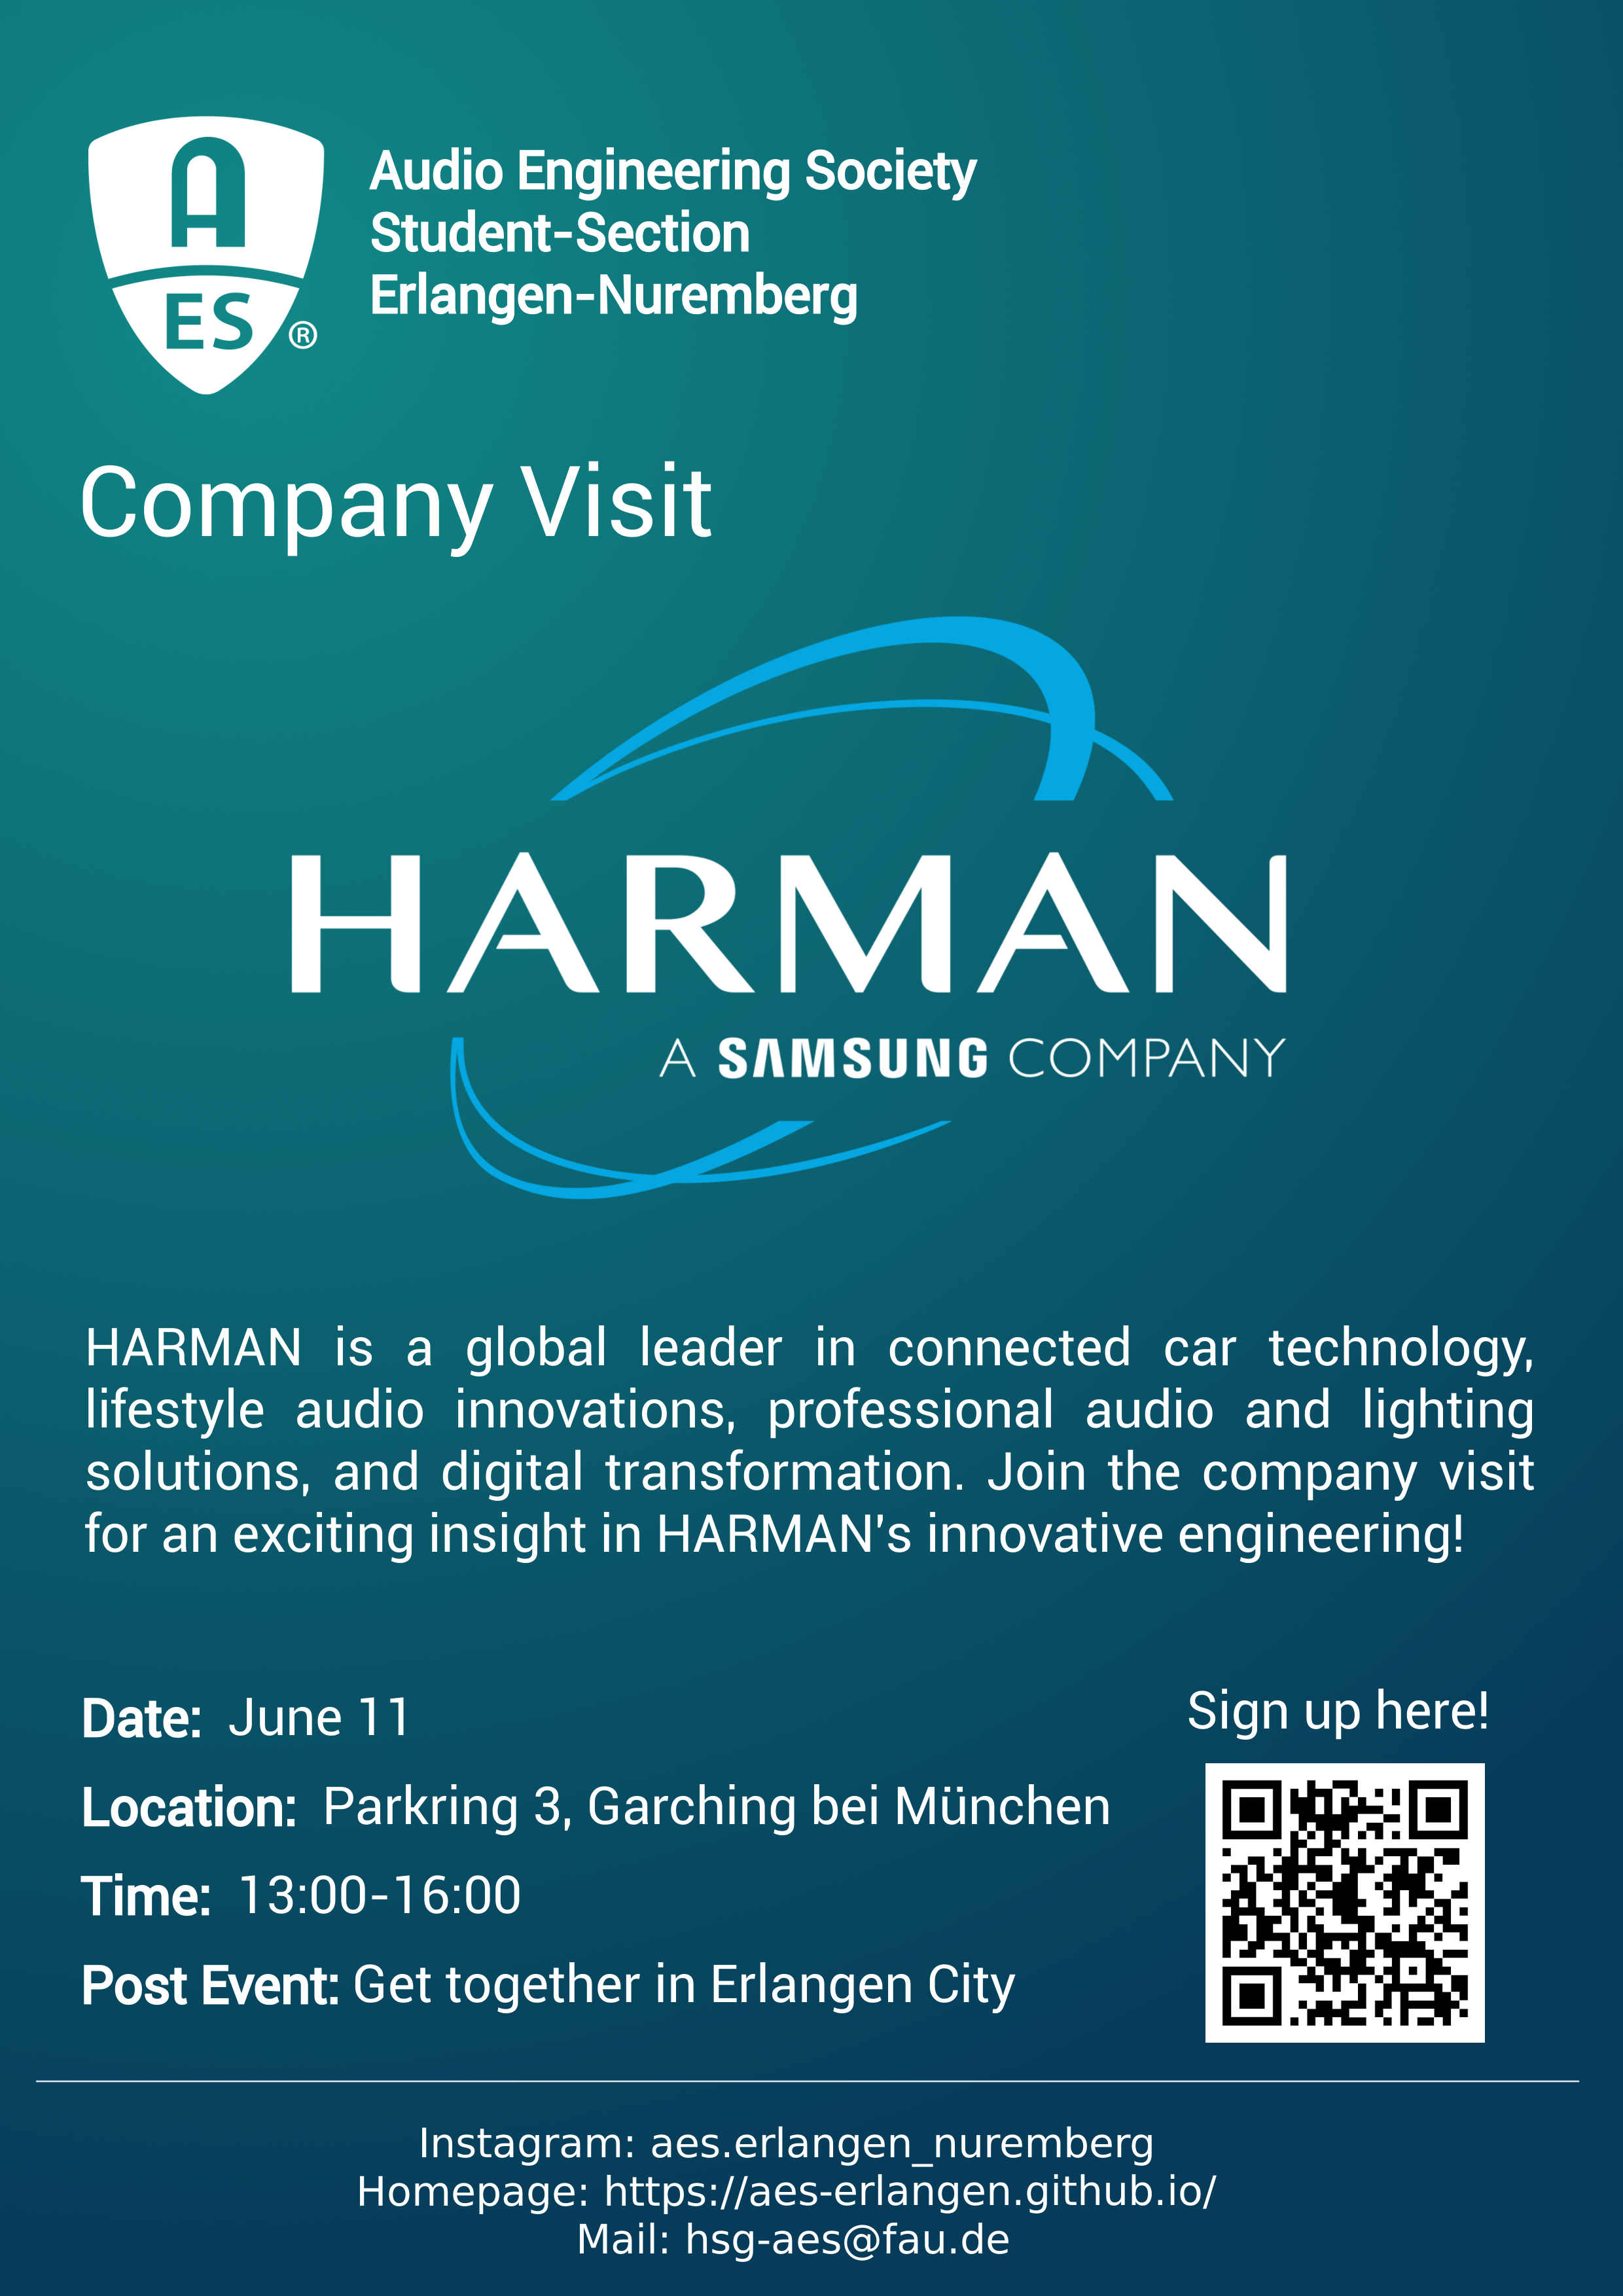 A
ES ®
Audio Engineering Society
Student-Section
Erlangen-Nuremberg
Company Visit
HARMAN
A SAMSUNG COMPANY
HARMAN is a global leader in connected car technology,
lifestyle audio innovations, professional audio and lighting
solutions, and digital transformation. Join the company visit
for an exciting insight in HARMAN's innovative engineering!
Date: June 11
Location: Parkring 3, Garching bei München
Time: 13:00-16:00
Post Event: Get together in Erlangen City
Sign up here!
Instagram: aes.erlangen_nuremberg
Homepage: https://aes-erlangen.github.io/
Mail: hsg-aes@fau.de